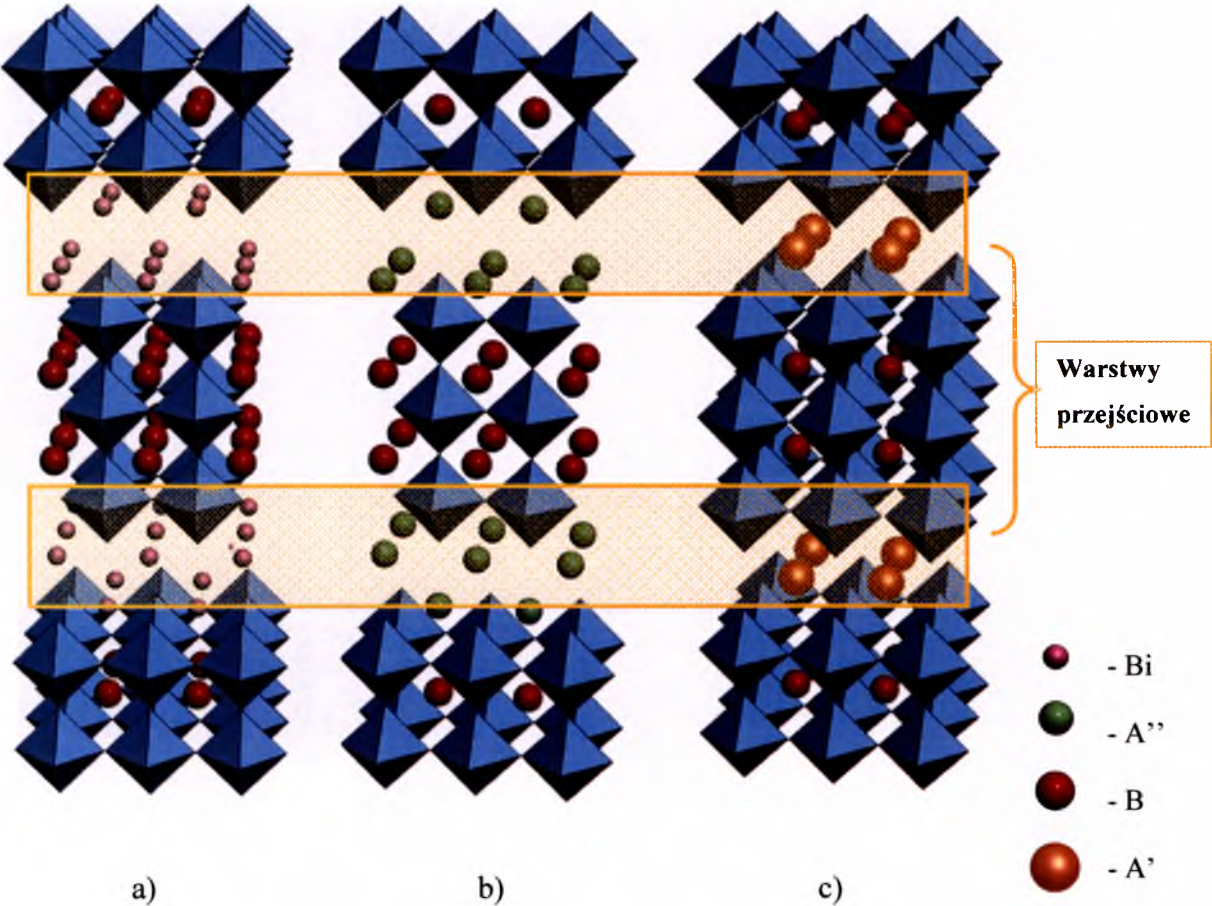 Warstwy
przejściowe
- Bi
- A’’
- B
- A’
a)
b)
c)